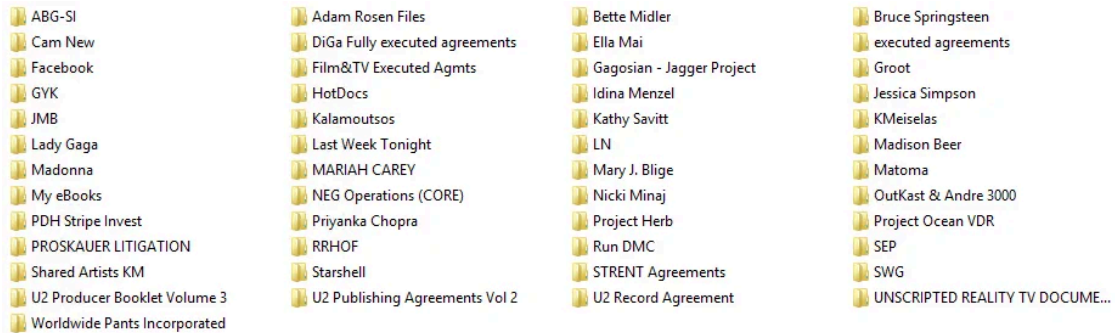 ABG-SI Adam Rosen Files Bette Midler Bruce Springsteen
Cam New DiGa Fully executed agreements Ella Mai executed agreements
Facebook Film&TV Executed Agmts Gagosian - Jagger Project Groot
GYK HotDocs Idina Menzel Jessica Simpson
JMB Kalamoutsos Kathy Savitt KMeiselas
Lady Gaga Last Week Tonight LN Madison Beer
Madonna MARIAH CAREY Mary J. Blige Matoma
My eBooks NEG Operations (CORE) Nicki Minaj OutKast & Andre 3000
PDH Stripe Invest Priyanka Chopra Project Herb Project Ocean VDR
PROSKAUER LITIGATION RRHOF Run DMC SEP
Shared Artists KM Starshell STRENT Agreements SWG
U2 Producer Booklet Volume 3 U2 Publishing Agreements Vol 2 U2 Record Agreement UNSCRIPTED REALITY TV DOCUME...
Worldwide Pants Incorporated